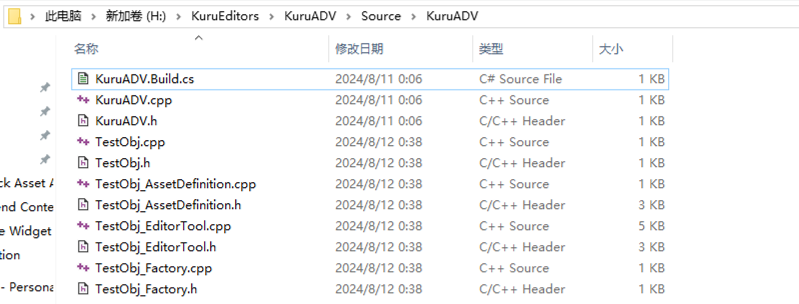 此电脑 > 新加卷 (H:) > KuruEditors > KuruADV > Source > KuruADV
名称 修改日期 类型 大小
KuruADV.Build.cs 2024/8/11 0:06 C# Source File 1 KB
KuruADV.cpp 2024/8/11 0:06 C++ Source 1 KB
KuruADV.h 2024/8/11 0:06 C/C++ Header 1 KB
TestObj.cpp 2024/8/12 0:38 C++ Source 1 KB
TestObj.h 2024/8/12 0:38 C/C++ Header 1 KB
ck Asset A TestObj_AssetDefinition.cpp 2024/8/12 0:38 C++ Source 1 KB
end Conte TestObj_AssetDefinition.h 2024/8/12 0:38 C/C++ Header 3 KB
e Widget TestObj_EditorTool.cpp 2024/8/12 0:38 C++ Source 5 KB
tion TestObj_EditorTool.h 2024/8/12 0:38 C/C++ Header 3 KB
TestObj_Factory.cpp 2024/8/12 0:38 C++ Source 1 KB
- Persona TestObj_Factory.h 2024/8/12 0:38 C/C++ Header 1 KB